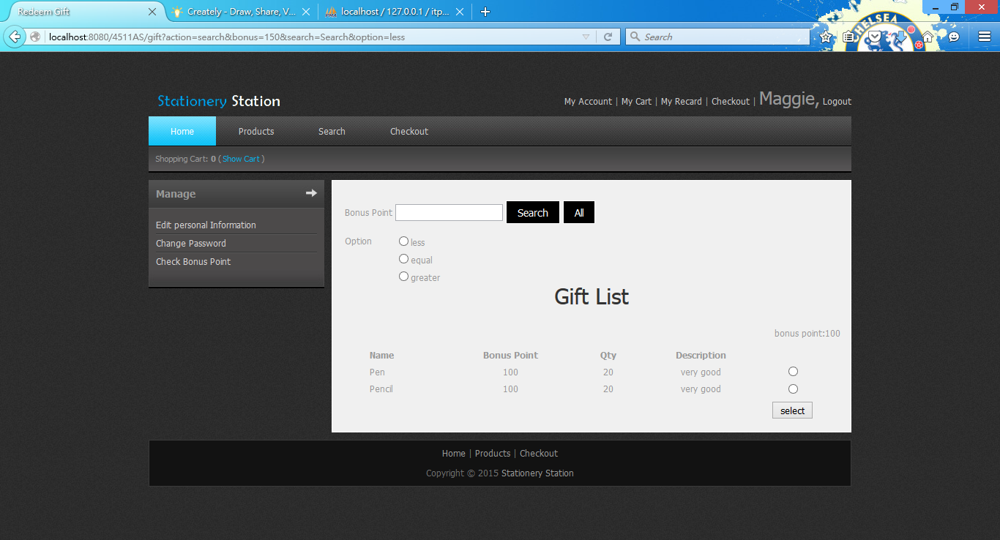 Redeem Gift
Creately - Draw, Share, V...
localhost / 127.0.0.1 / itp...
localhost:8080/4511AS/gift?action=search&bonus=150&search=Search&option=less
Search
CHELSEA
Stationery Station
My Account | My Cart | My Recard | Checkout | Maggie, Logout
Home Products Search Checkout
Shopping Cart: 0 ( Show Cart )
Manage
Edit personal Information
Change Password
Check Bonus Point
Bonus Point Search All
Option less
equal
greater
Gift List
bonus point:100
Name Bonus Point Qty Description
Pen 100 20 very good
Pencil 100 20 very good
select
Home | Products | Checkout
Copyright © 2015 Stationery Station